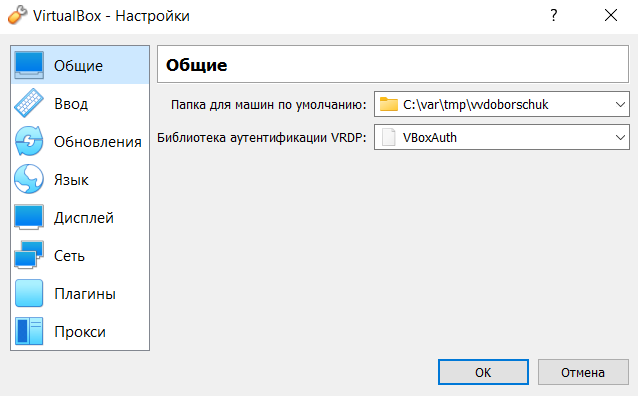 VirtualBox - Настройки
?
Общие
Ввод
Обновления
Язык
Дисплей
Сеть
Плагины
Прокси
Общие
Папка для машин по умолчанию:
C:\var\tmp\vvdoborschuk
Библиотека аутентификации VRDP:
VBoxAuth
OK
Отмена